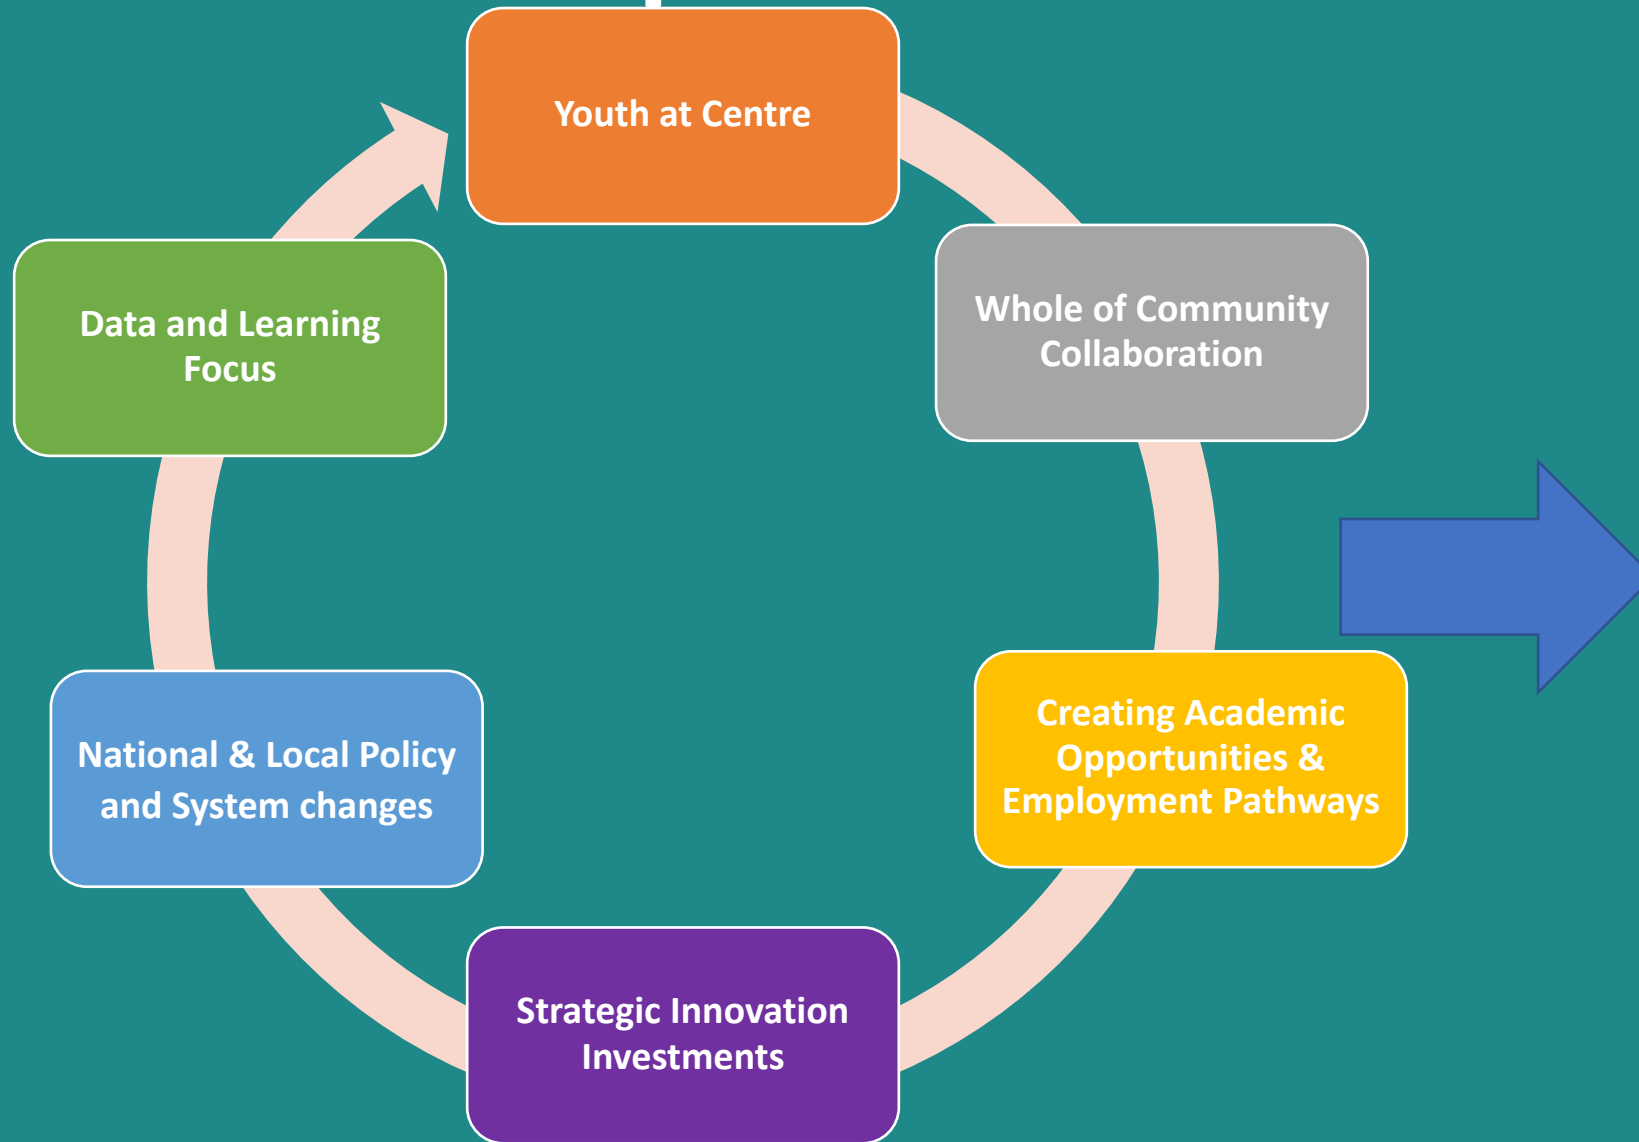 Youth at Centre
Whole of Community
Collaboration
Creating Academic
Opportunities &
Employment Pathways
Strategic Innovation
Investments
National & Local Policy
and System changes
Data and Learning
Focus